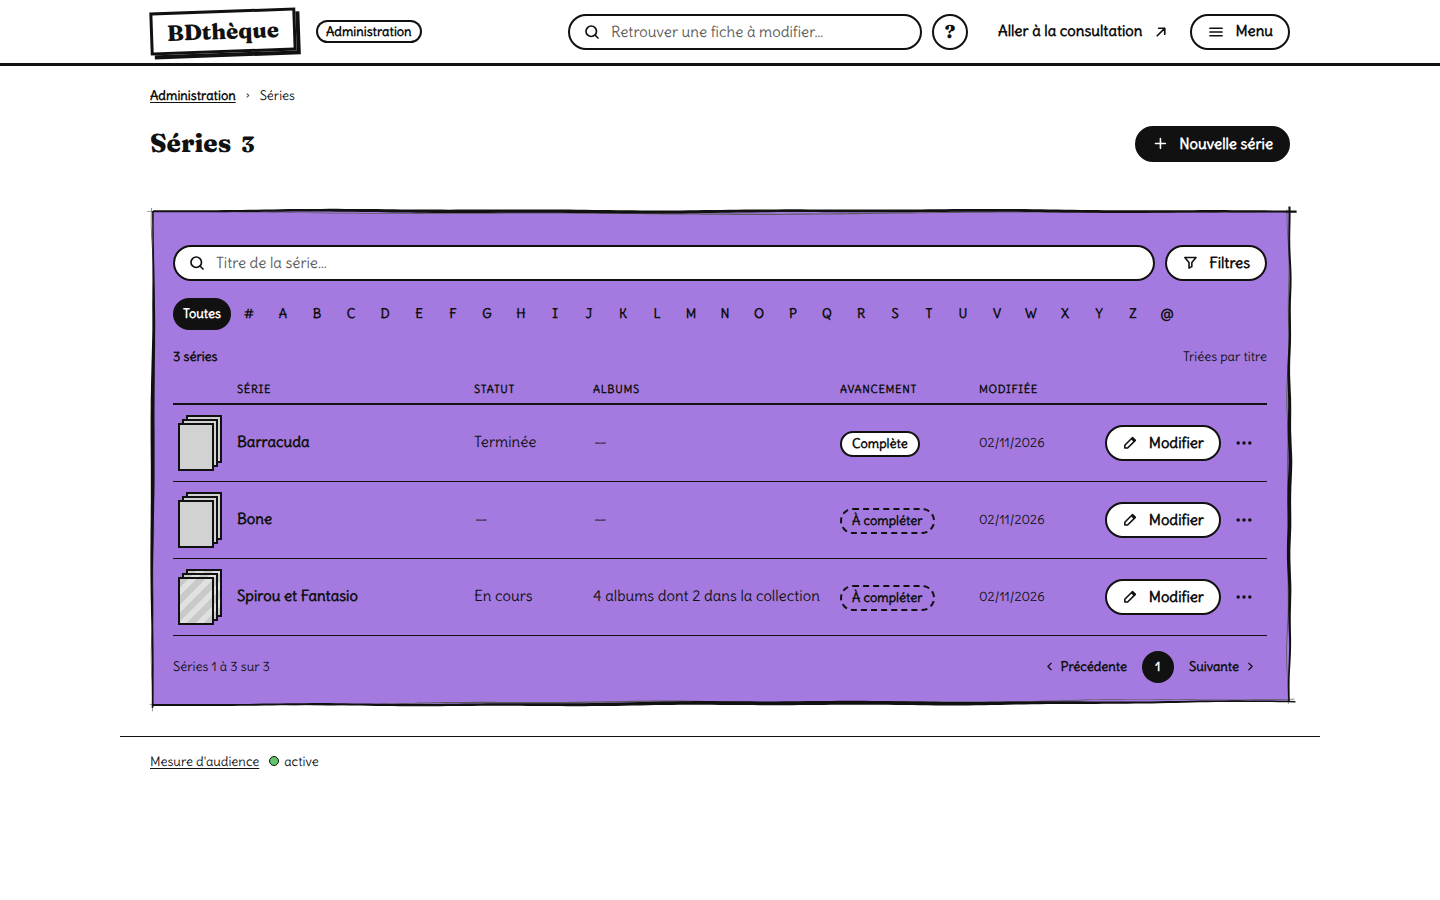 BDthèque
Administration
Retrouver une fiche à modifier...
?
Aller à la consultation
Menu
Administration › Séries
Séries 3
Nouvelle série
Titre de la série...
Filtres
Toutes # A B C D E F G H I J K L M N O P Q R S T U V W X Y Z @
3 séries
Triées par titre
SÉRIE STATUT ALBUMS AVANCEMENT MODIFIÉE
Barracuda Terminée — Complète 02/11/2026 Modifier
Bone — — À compléter 02/11/2026 Modifier
Spirou et Fantasio En cours 4 albums dont 2 dans la collection À compléter 02/11/2026 Modifier
Séries 1 à 3 sur 3
Précédente 1 Suivante
Mesure d'audience active